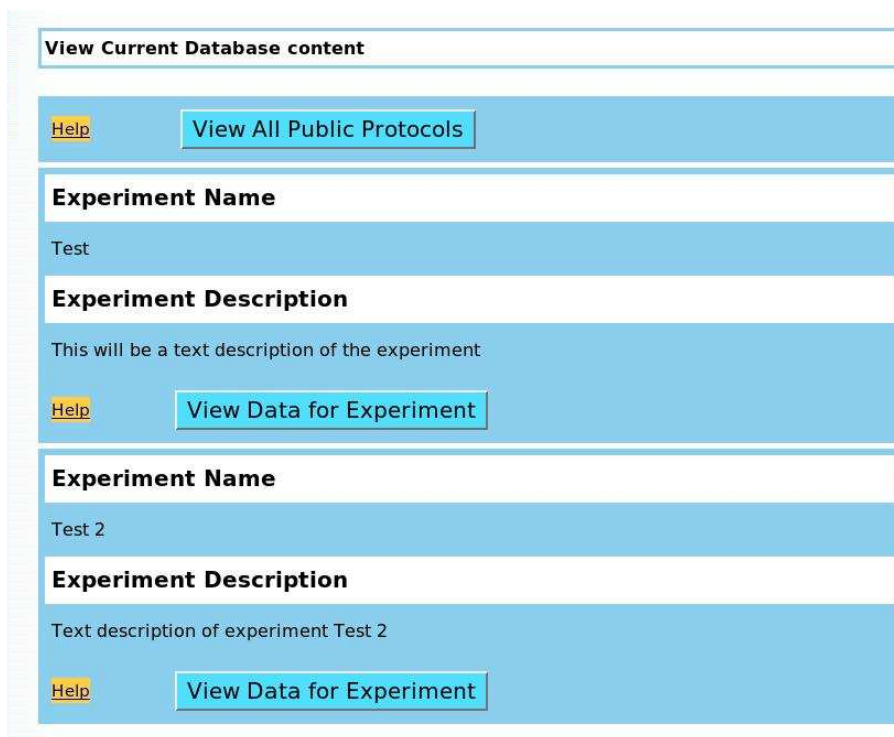 View Current Database content
Help View All Public Protocols
Experiment Name
Test
Experiment Description
This will be a text description of the experiment
Help View Data for Experiment
Experiment Name
Test 2
Experiment Description
Text description of experiment Test 2
Help View Data for Experiment